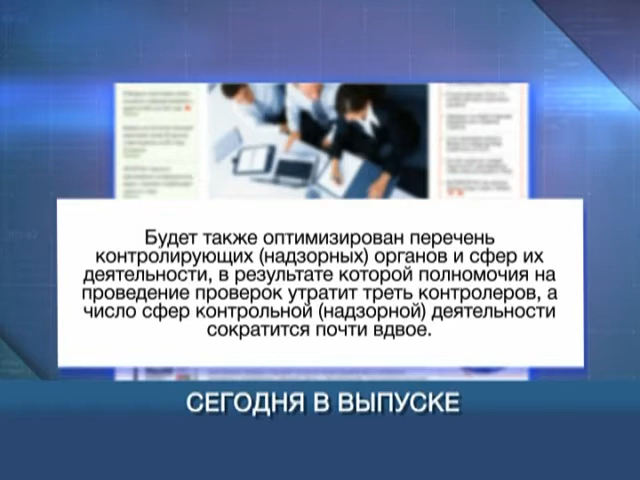 Будет также оптимизирован перечень
контролирующих (надзорных) органов и сфер их
деятельности, в результате которой полномочия на
проведение проверок утратит треть контролеров, а
число сфер контрольной (надзорной) деятельности
сократится почти вдвое.
СЕГОДНЯ В ВЫПУСКЕ